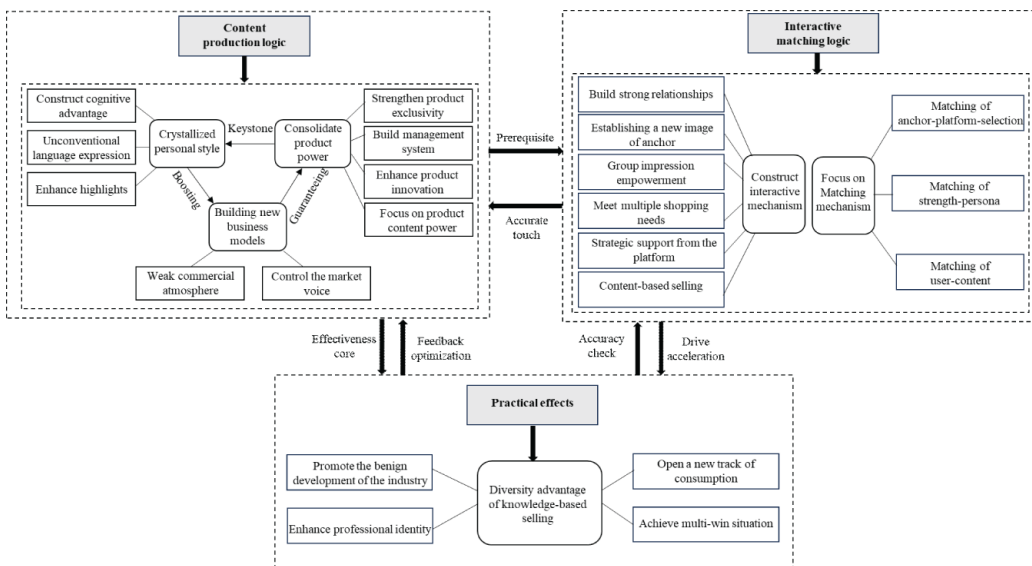 Content
production logic
Construct cognitive
advantage
Unconventional
language expression
Enhance highlights
Crystallized
personal style
Keystone
Consolidate
product power
Boosting
Guaranteeing
Building new
business models
Strengthen product
exclusivity
Build management
system
Enhance product
innovation
Focus on product
content power
Weak commercial
atmosphere
Control the market
voice
Prerequisite
Accurate
touch
Interactive
matching logic
Build strong relationships
Establishing a new image
of anchor
Group impression
empowerment
Meet multiple shopping
needs
Strategic support from the
platform
Content-based selling
Construct
interactive
mechanism
Focus on
Matching
mechanism
Matching of
anchor-platform-selection
Matching of
strength-persona
Matching of
user-content
Effectiveness
core
Feedback
optimization
Accuracy
check
Drive
acceleration
Practical effects
Promote the benign
development of the industry
Enhance professional identity
Diversity advantage
of knowledge-based
selling
Open a new track of
consumption
Achieve multi-win situation